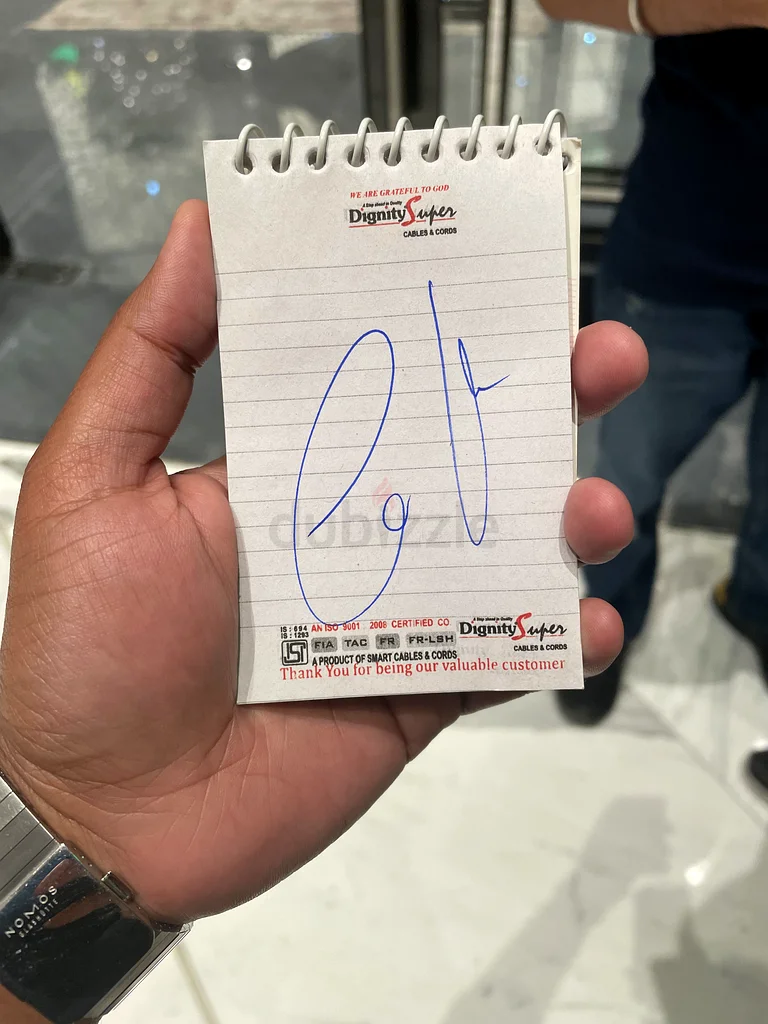 WE ARE GRATEFUL TO GOD
A Step ahead in Quality
Dignity Super
CABLES & CORDS
dubizzle
IS : 694
IS : 1293
AN ISO 9001 : 2008 CERTIFIED CO.
ISI
FIA TAC FR FR-LSH
A PRODUCT OF SMART CABLES & CORDS
A Step ahead in Quality
Dignity Super
CABLES & CORDS
Thank You for being our valuable customer
NOMOS
GLASHÜTTE